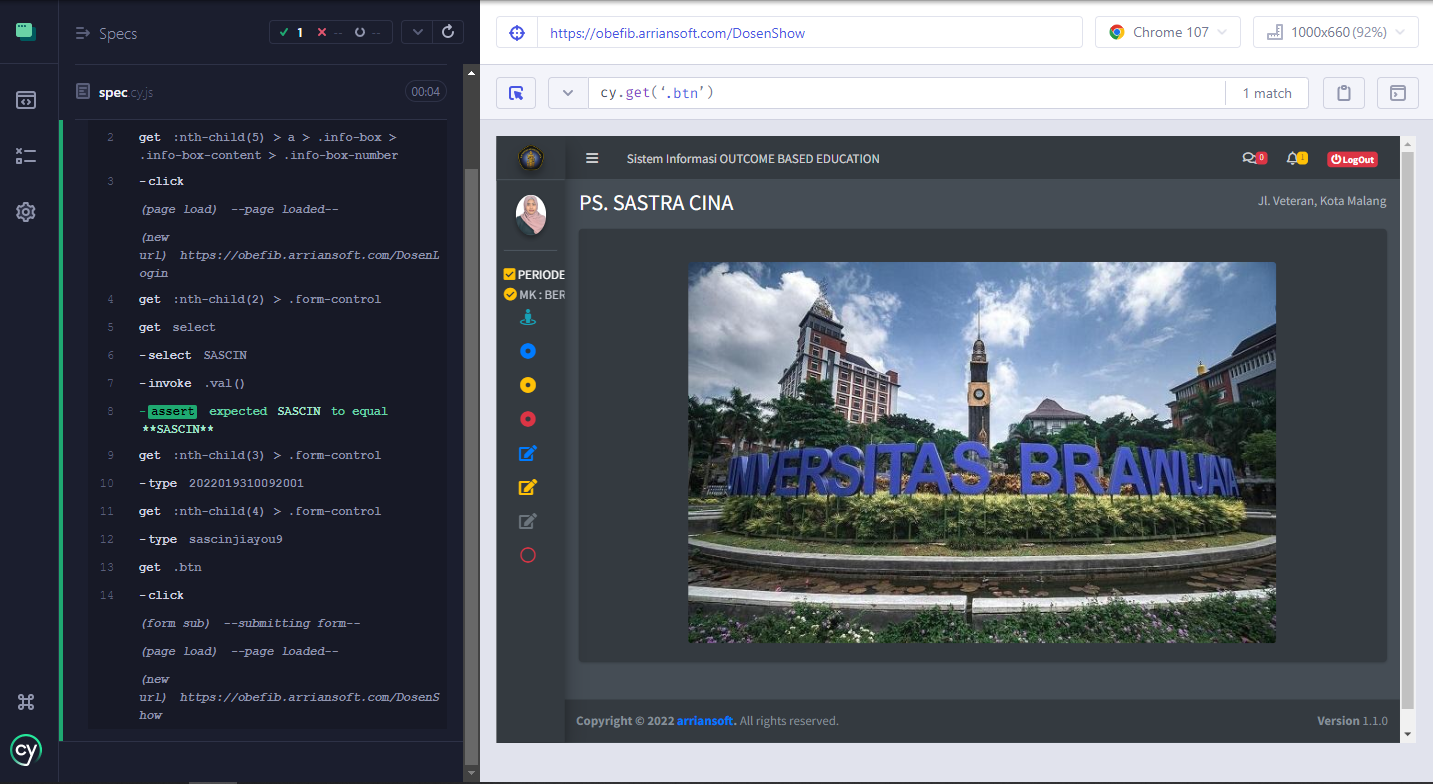 Specs
1
--
--
spec.cy.js
00:04
2 get :nth-child(5) > a > .info-box >
.info-box-content > .info-box-number
3 -click
(page load) --page loaded--
(new
url) https://obefib.arriansoft.com/DosenL
ogin
4 get :nth-child(2) > .form-control
5 get select
6 -select SASCIN
7 -invoke .val()
8 -assert expected SASCIN to equal
**SASCIN**
9 get :nth-child(3) > .form-control
10 -type 2022019310092001
11 get :nth-child(4) > .form-control
12 -type sascinjiayou9
13 get .btn
14 -click
(form sub) --submitting form--
(page load) --page loaded--
(new
url) https://obefib.arriansoft.com/DosenS
how
cy
https://obefib.arriansoft.com/DosenShow
Chrome 107
1000x660 (92%)
cy.get(‘.btn’)
1 match
Sistem Informasi OUTCOME BASED EDUCATION
0
!
LogOut
PS. SASTRA CINA
Jl. Veteran, Kota Malang
PERIODE
MK : BER
UNIVERSITAS BRAWIJAYA
Copyright © 2022 arriansoft. All rights reserved.
Version 1.1.0